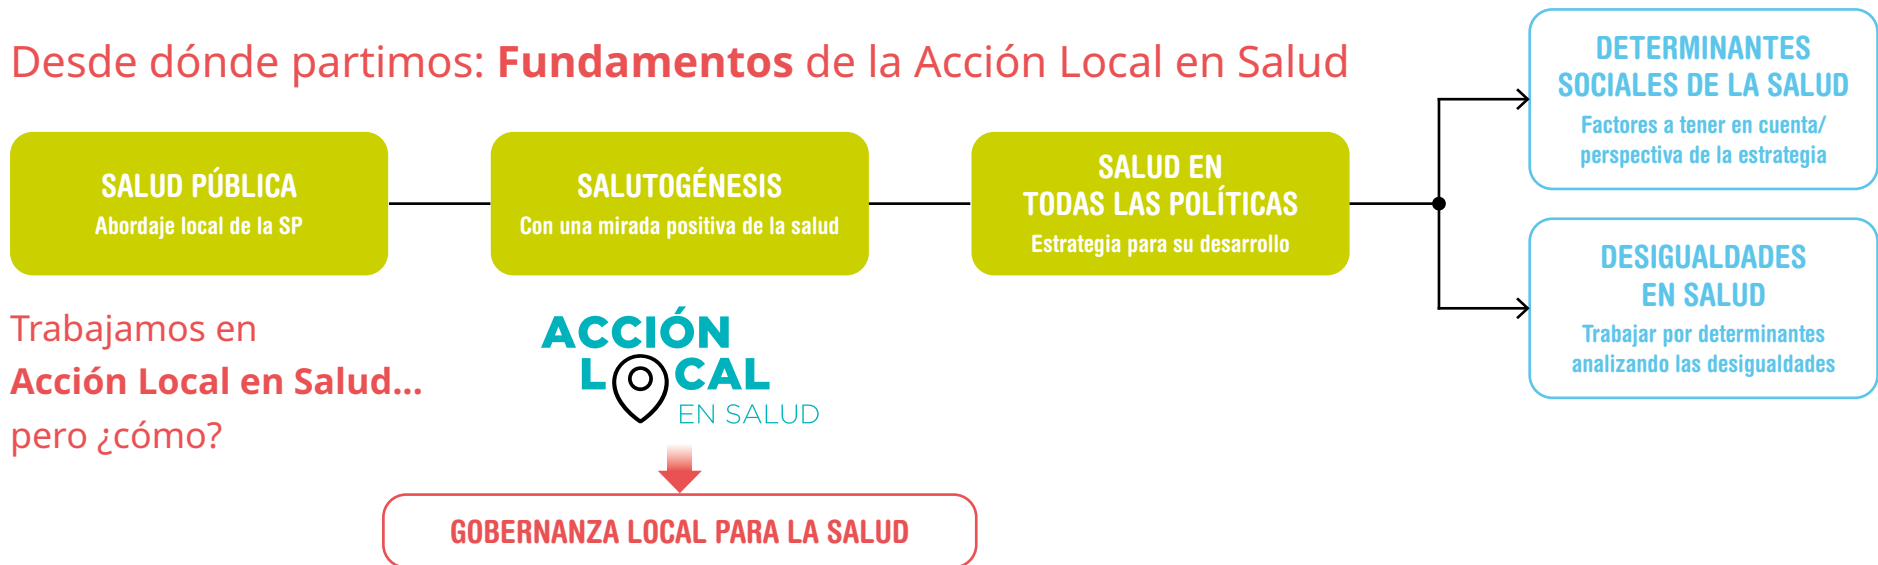 Desde dónde partimos: Fundamentos de la Acción Local en Salud
SALUD PÚBLICA
Abordaje local de la SP
SALUTOGÉNESIS
Con una mirada positiva de la salud
SALUD EN
TODAS LAS POLÍTICAS
Estrategia para su desarrollo
DETERMINANTES
SOCIALES DE LA SALUD
Factores a tener en cuenta/
perspectiva de la estrategia
DESIGUALDADES
EN SALUD
Trabajar por determinantes
analizando las desigualdades
Trabajamos en
Acción Local en Salud...
pero ¿cómo?
ACCIÓN
LOCAL
EN SALUD
GOBERNANZA LOCAL PARA LA SALUD